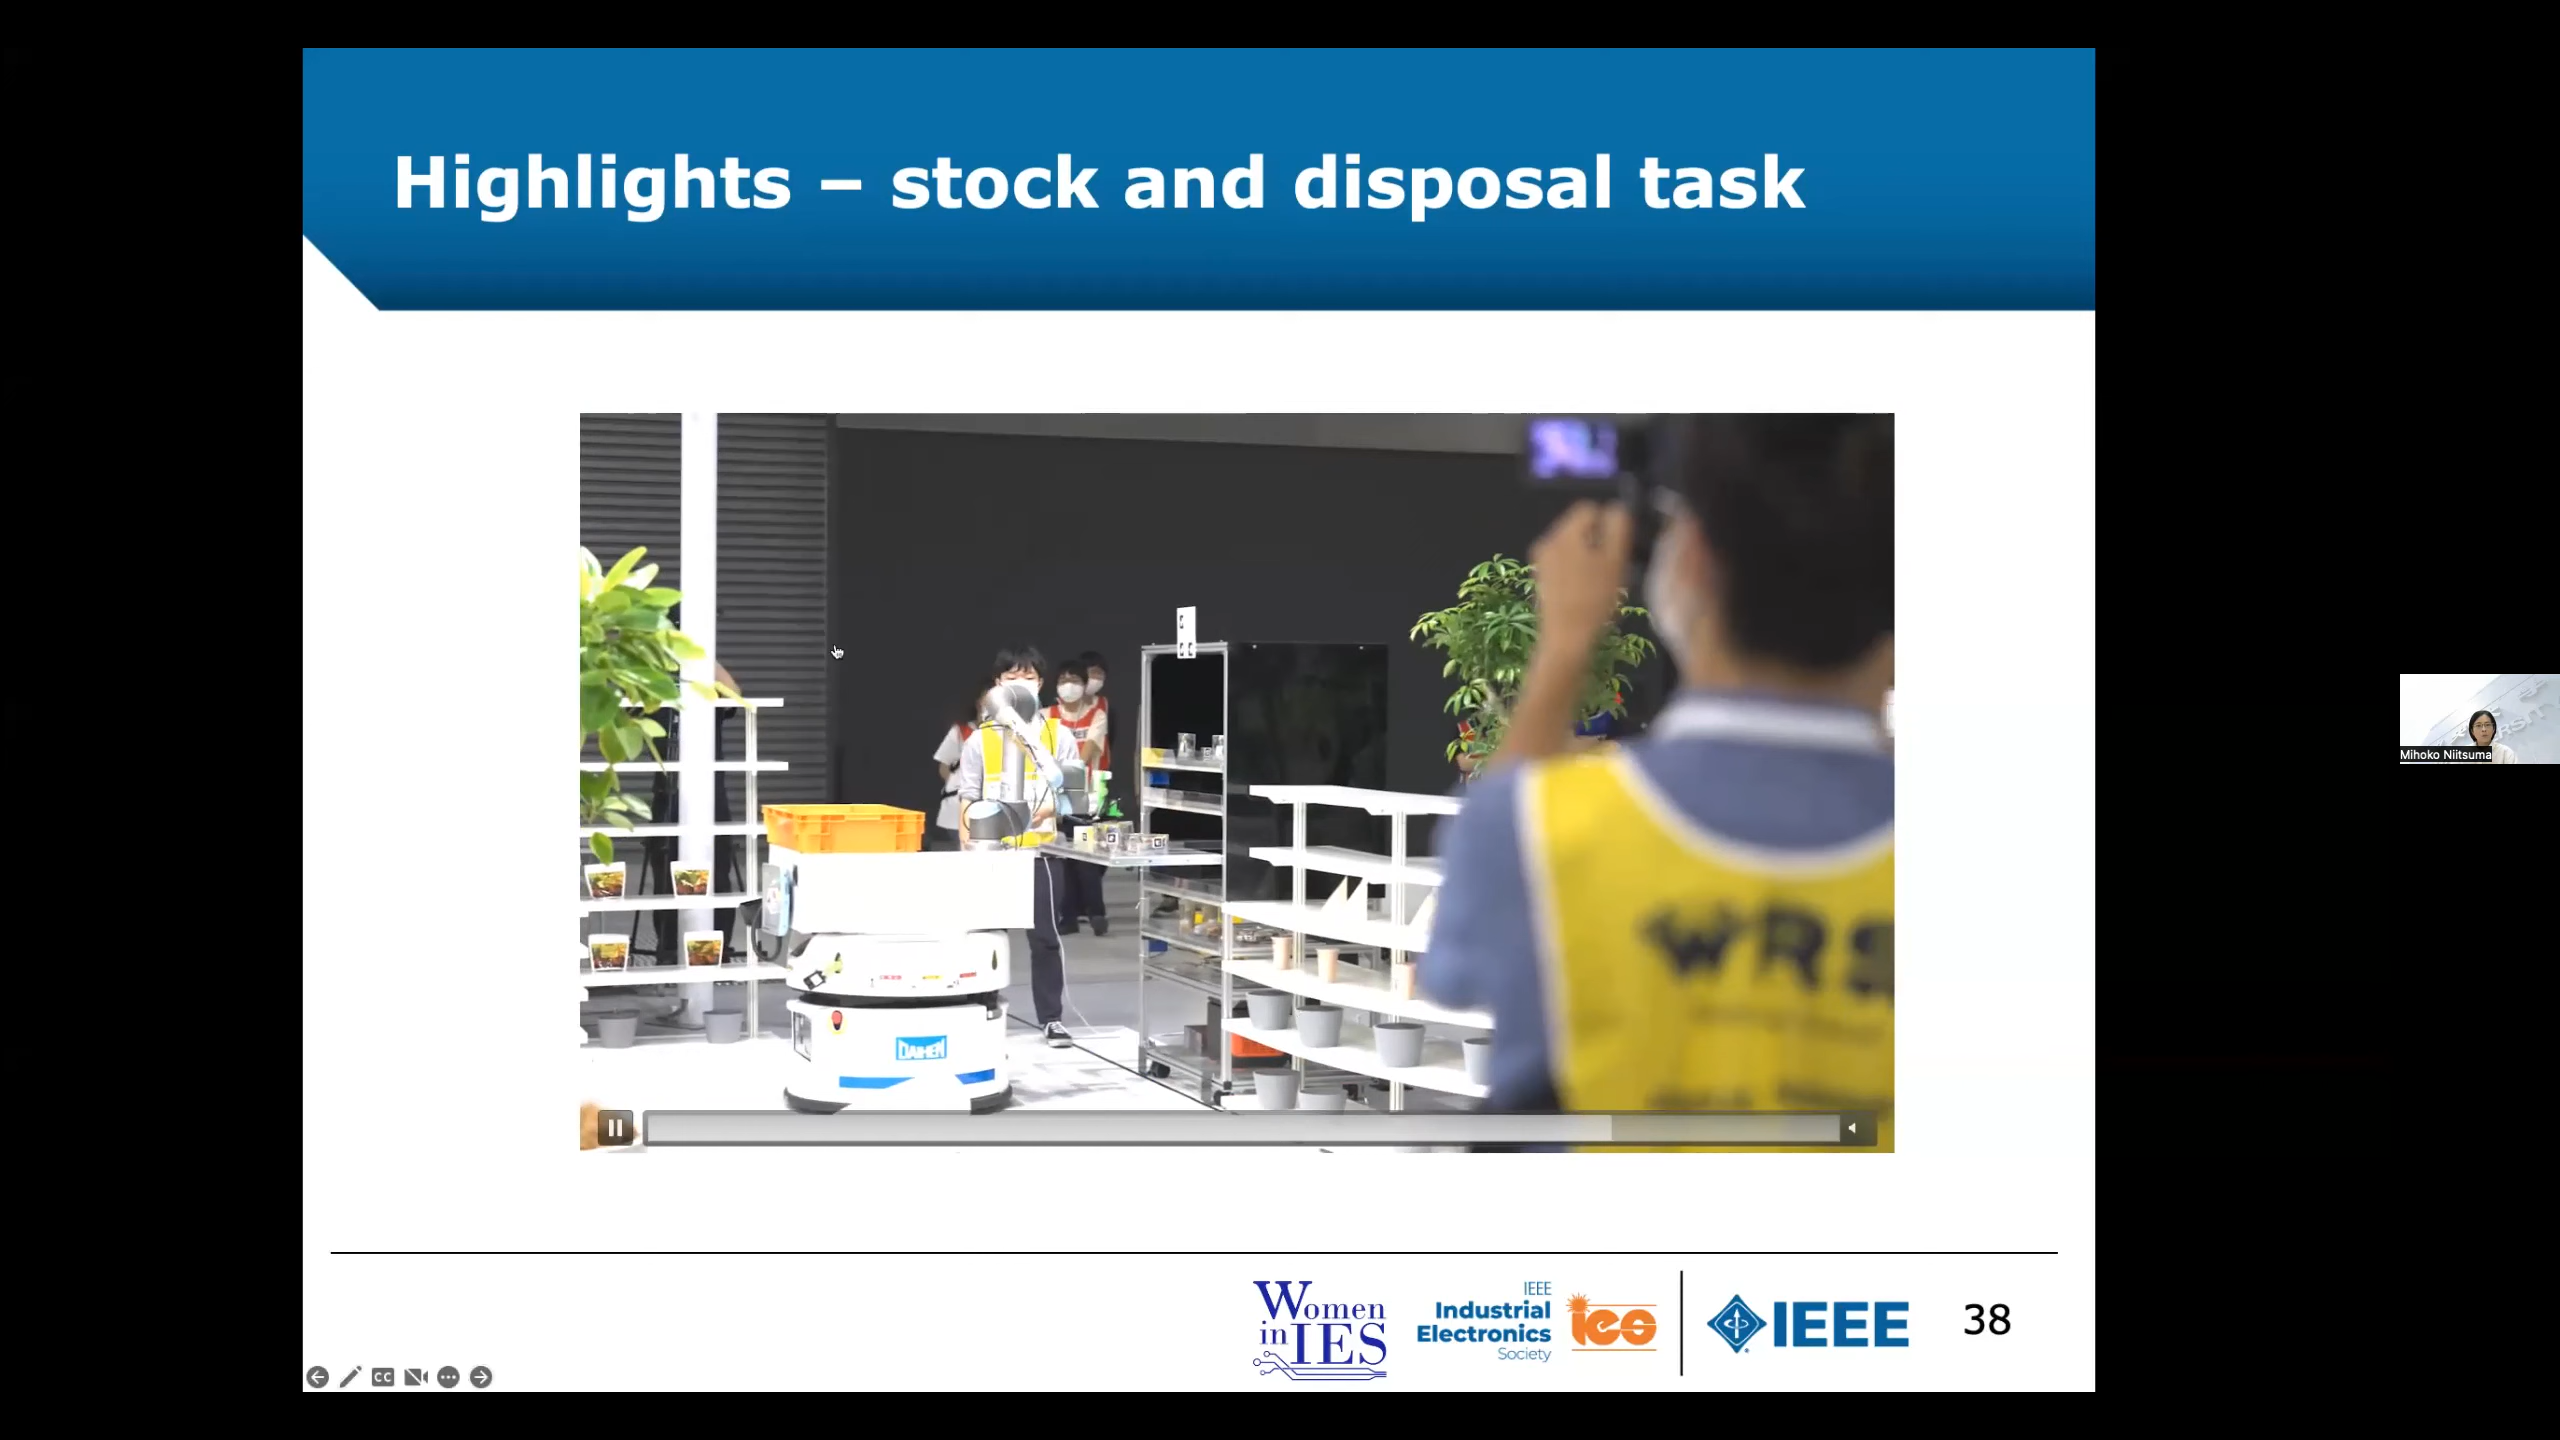 Highlights – stock and disposal task
DAIHEN
WRS
Mihoko Niitsuma
Women
in IES
IEEE
Industrial
Electronics
Society
ies
IEEE
38
CC